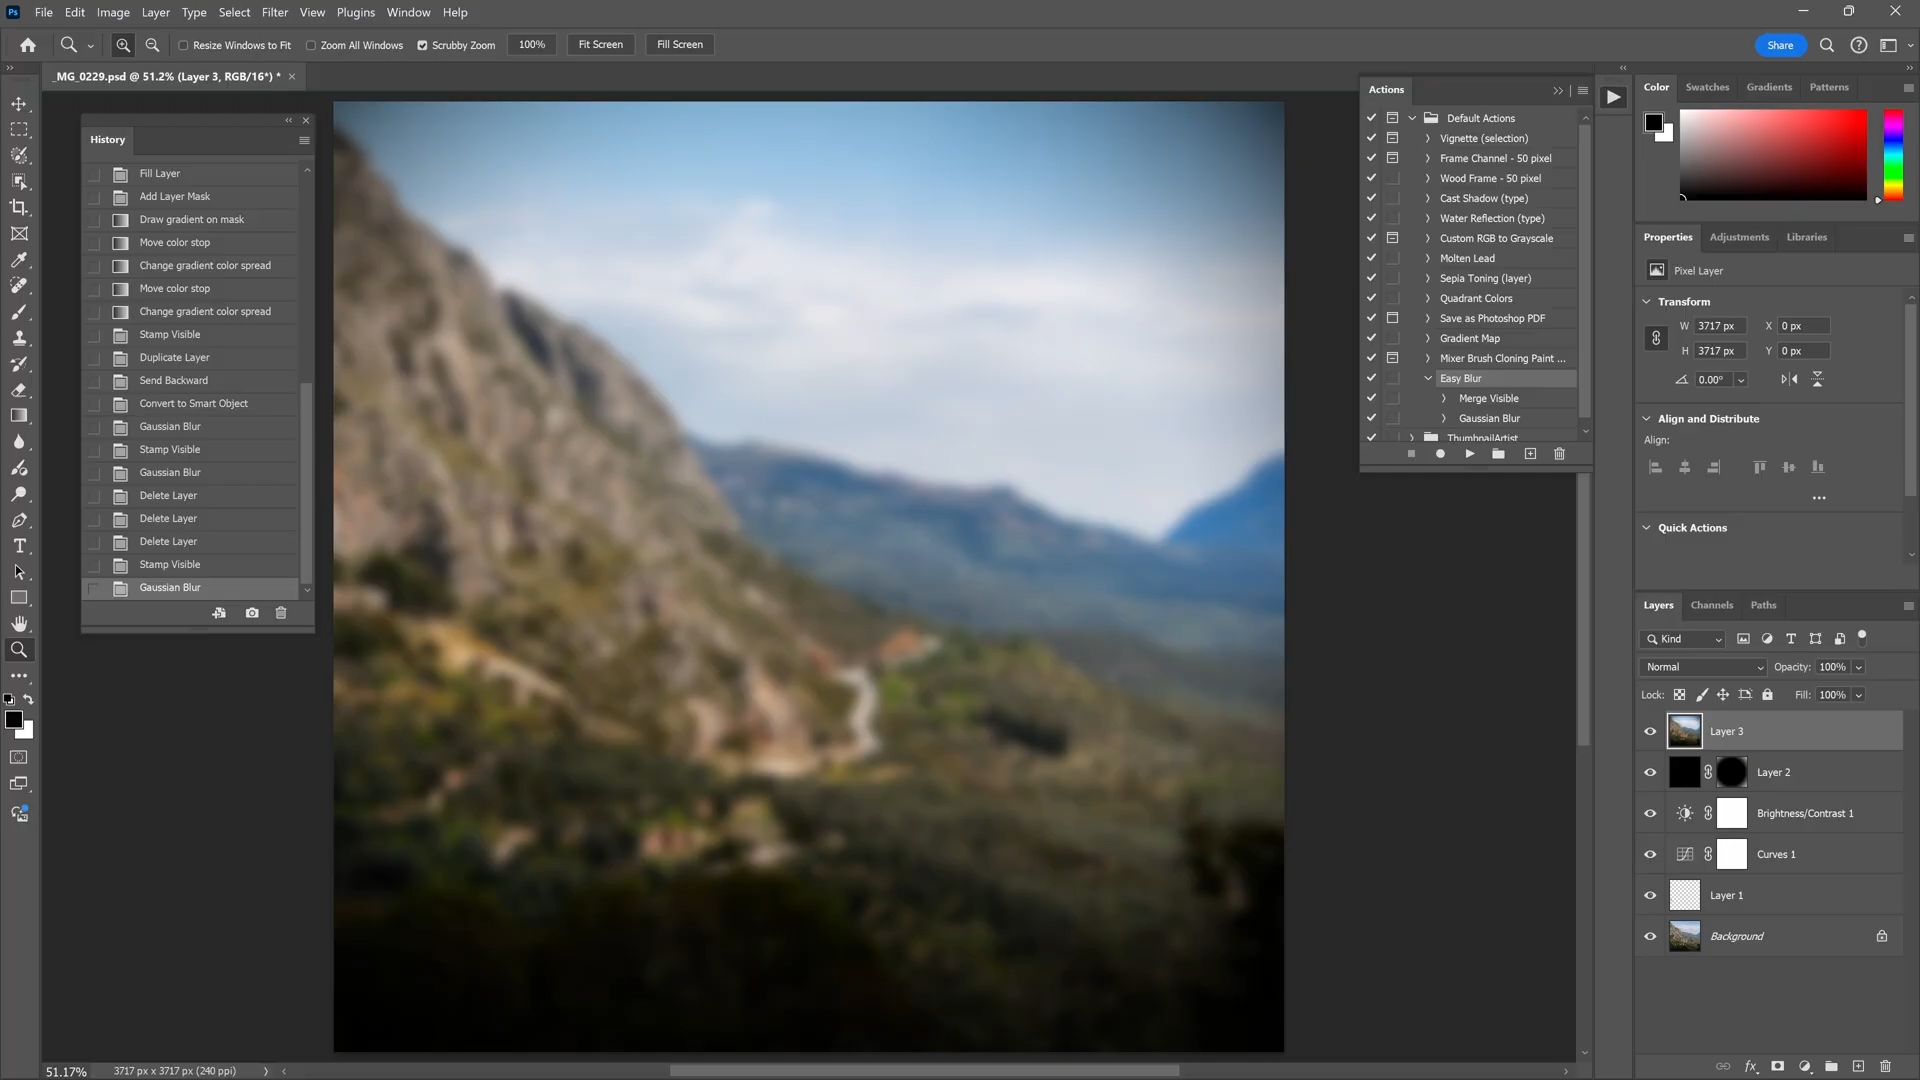 Ps File Edit Image Layer Type Select Filter View Plugins Window Help
Resize Windows to Fit Zoom All Windows Scrubby Zoom 100% Fit Screen Fill Screen Share
_MG_0229.psd @ 51.2% (Layer 3, RGB/16*) *
History
Fill Layer
Add Layer Mask
Draw gradient on mask
Move color stop
Change gradient color spread
Move color stop
Change gradient color spread
Stamp Visible
Duplicate Layer
Send Backward
Convert to Smart Object
Gaussian Blur
Stamp Visible
Gaussian Blur
Delete Layer
Delete Layer
Delete Layer
Stamp Visible
Gaussian Blur
Actions
Default Actions
Vignette (selection)
Frame Channel - 50 pixel
Wood Frame - 50 pixel
Cast Shadow (type)
Water Reflection (type)
Custom RGB to Grayscale
Molten Lead
Sepia Toning (layer)
Quadrant Colors
Save as Photoshop PDF
Gradient Map
Mixer Brush Cloning Paint ...
Easy Blur
Merge Visible
Gaussian Blur
ThumbnailArtist
Color Swatches Gradients Patterns
Properties Adjustments Libraries
Pixel Layer
Transform
W 3717 px X 0 px
H 3717 px Y 0 px
0.00°
Align and Distribute
Align:
Quick Actions
Layers Channels Paths
Kind
Normal Opacity: 100%
Lock: Fill: 100%
Layer 3
Layer 2
Brightness/Contrast 1
Curves 1
Layer 1
Background
51.17% 3717 px x 3717 px (240 ppi)